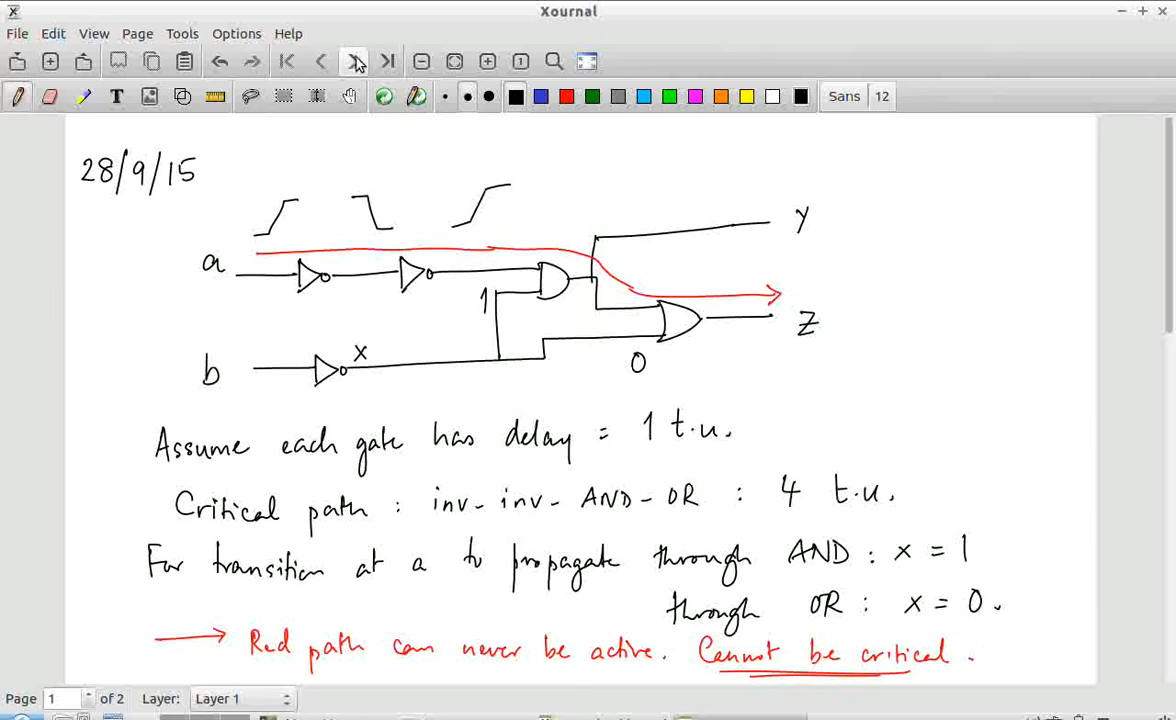 Xournal
File Edit View Page Tools Options Help
Sans 12
28/9/15
y
a
1
z
x
b
0
Assume each gate has delay = 1 t.u.
Critical path : inv- inv- AND- OR : 4 t.u.
For transition at a to propagate through AND : x = 1
through OR : x = 0.
Red path can never be active. Cannot be critical.
Page 1 of 2 Layer: Layer 1